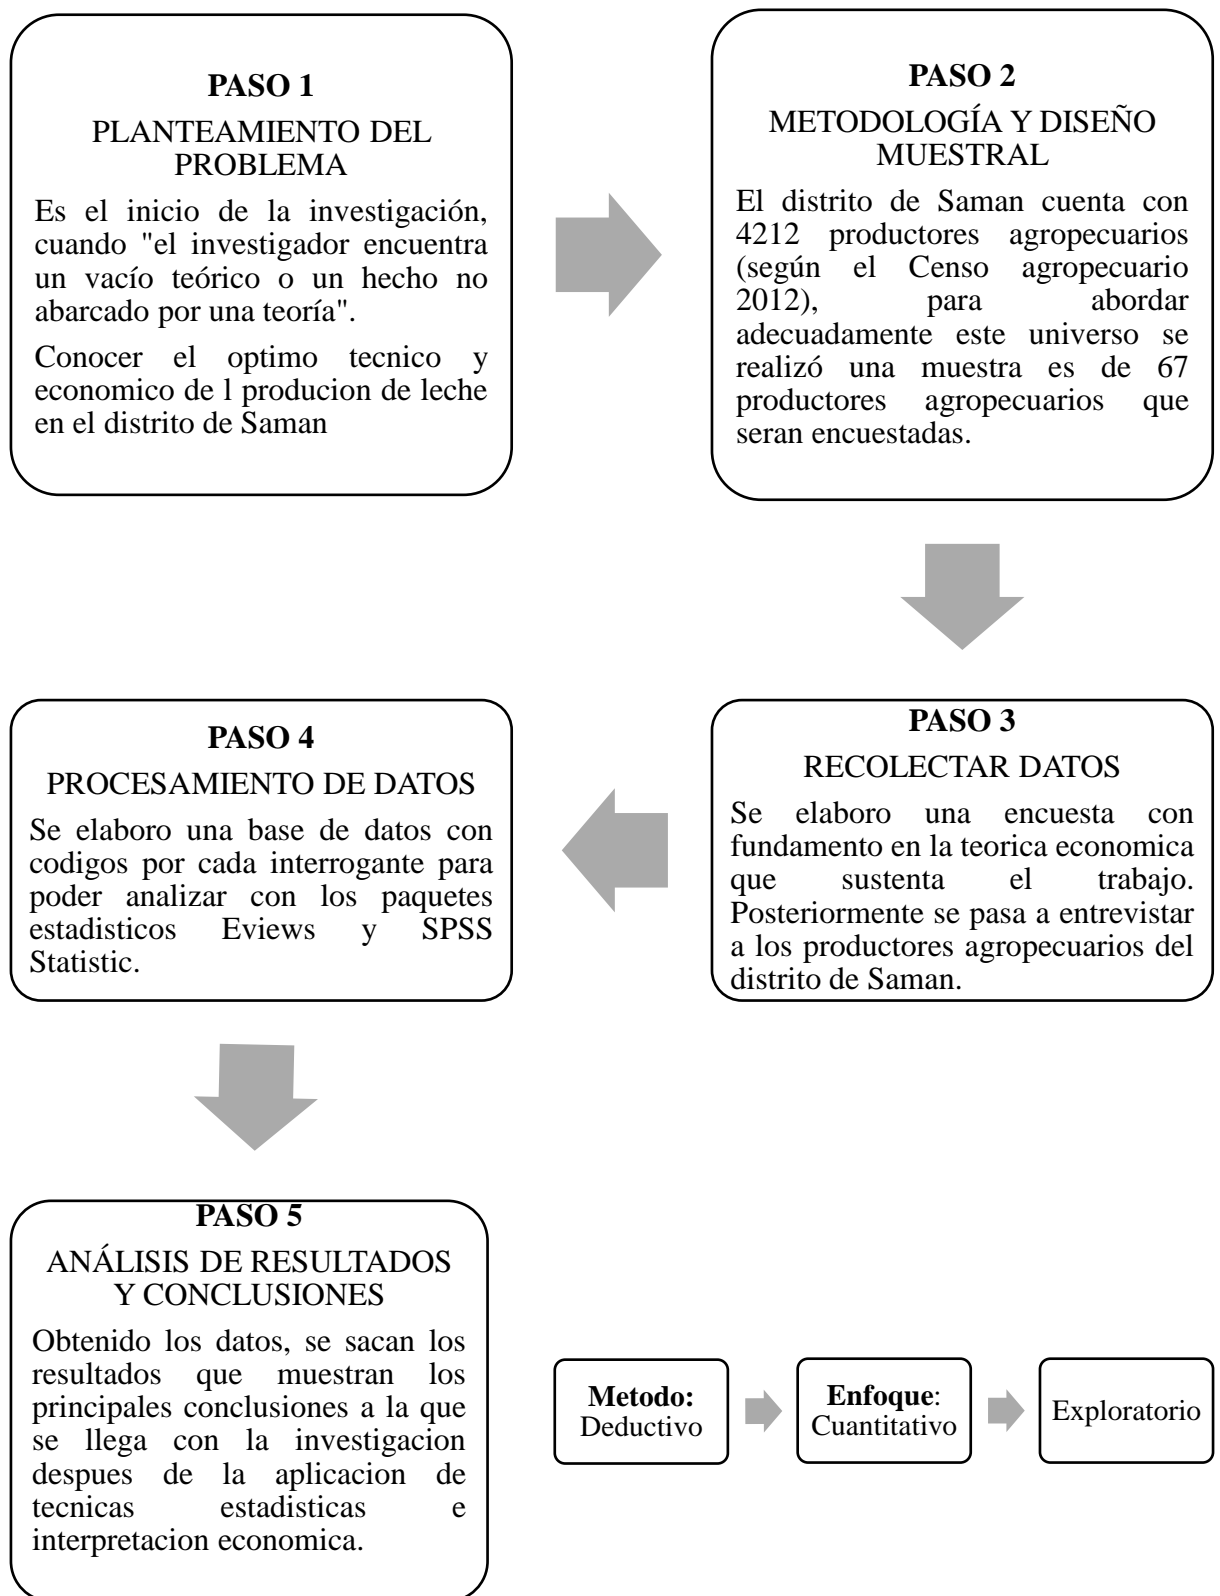 PASO 1
PLANTEAMIENTO DEL
PROBLEMA
Es el inicio de la investigación,
cuando "el investigador encuentra
un vacío teórico o un hecho no
abarcado por una teoría".
Conocer el optimo tecnico y
economico de l producion de leche
en el distrito de Saman
PASO 2
METODOLOGÍA Y DISEÑO
MUESTRAL
El distrito de Saman cuenta con
4212 productores agropecuarios
(según el Censo agropecuario
2012), para abordar
adecuadamente este universo se
realizó una muestra es de 67
productores agropecuarios que
seran encuestadas.
PASO 3
RECOLECTAR DATOS
Se elaboro una encuesta con
fundamento en la teorica economica
que sustenta el trabajo.
Posteriormente se pasa a entrevistar
a los productores agropecuarios del
distrito de Saman.
PASO 4
PROCESAMIENTO DE DATOS
Se elaboro una base de datos con
codigos por cada interrogante para
poder analizar con los paquetes
estadisticos Eviews y SPSS
Statistic.
PASO 5
ANÁLISIS DE RESULTADOS
Y CONCLUSIONES
Obtenido los datos, se sacan los
resultados que muestran los
principales conclusiones a la que
se llega con la investigacion
despues de la aplicacion de
tecnicas estadisticas e
interpretacion economica.
Metodo:
Deductivo
Enfoque:
Cuantitativo
Exploratorio